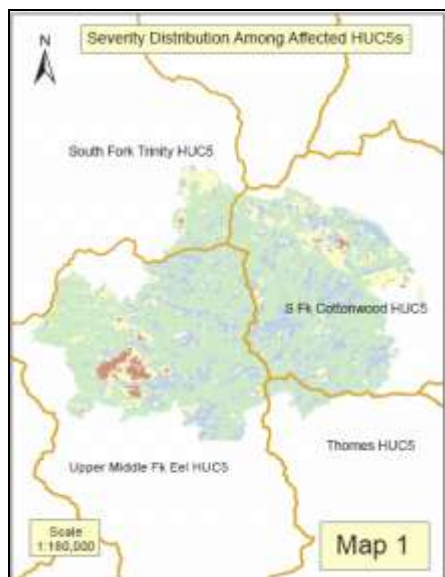 Severity Distribution Among Affected HUC5s
N
South Fork Trinity HUC5
S Fk Cottonwood HUC5
Thomes HUC5
Upper Middle Fk Eel HUC5
Scale
1:180,000
Map 1